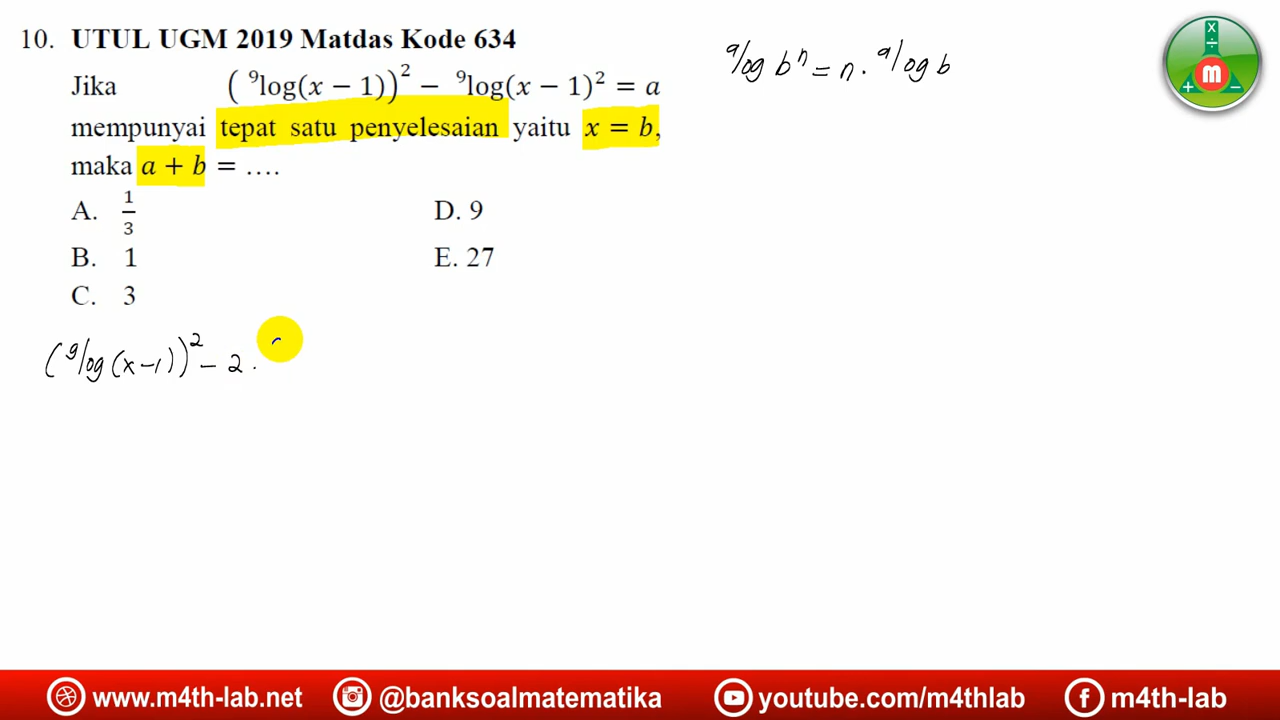 10. UTUL UGM 2019 Matdas Kode 634
Jika (⁹log(x − 1))² − ⁹log(x − 1)² = a
mempunyai tepat satu penyelesaian yaitu x = b,
maka a + b = ….
A. 1/3
B. 1
C. 3
D. 9
E. 27
ᵃlog bⁿ = n . ᵃlog b
(⁹log(x−1))² − 2 .
x
÷
m
+ −
www.m4th-lab.net
@banksoalmatematika
youtube.com/m4thlab
m4th-lab